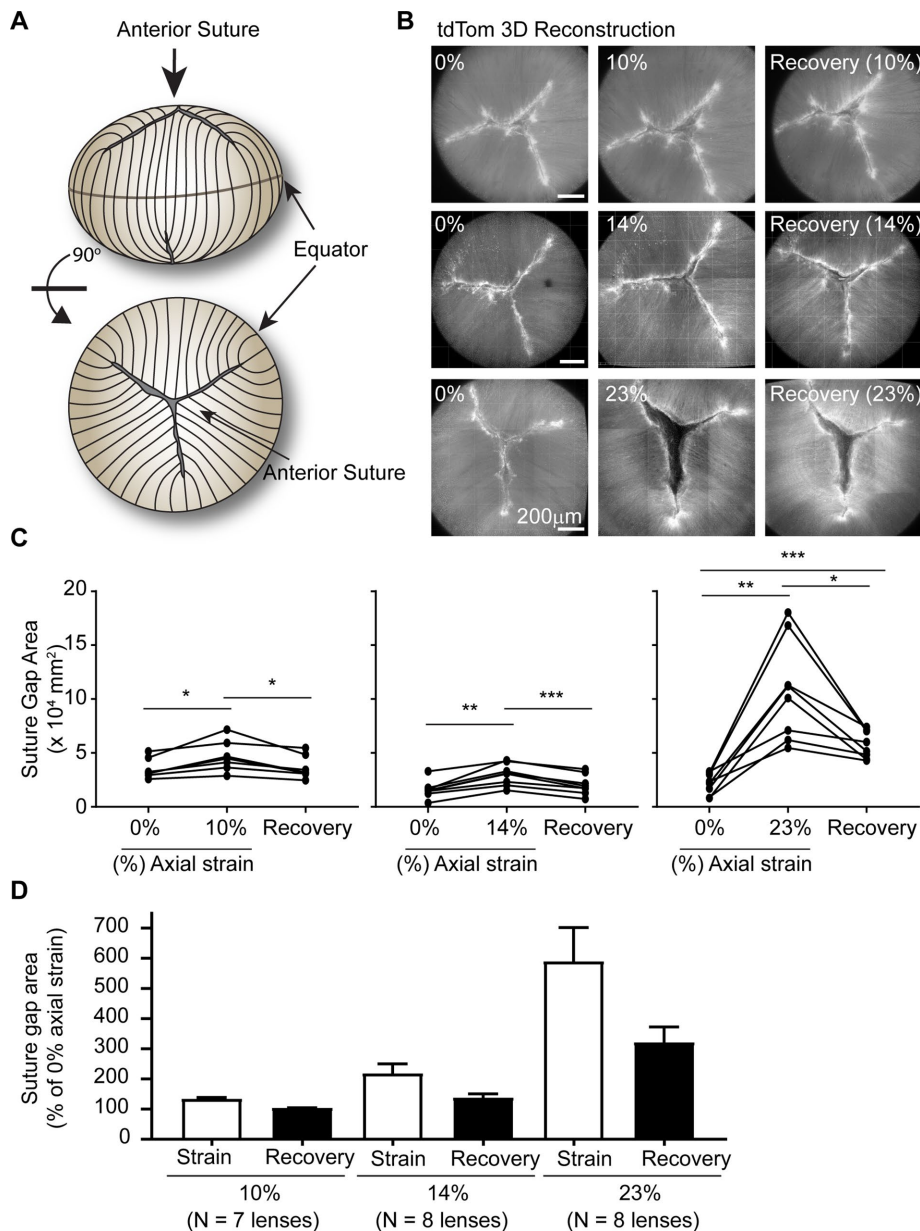 A
Anterior Suture
90º
Equator
Anterior Suture
B
tdTom 3D Reconstruction
0%
10%
Recovery (10%)
0%
14%
Recovery (14%)
0%
23%
Recovery (23%)
200μm
C
Suture Gap Area
(x 10⁴ mm²)
20
15
10
5
0
*
*
0%
10%
Recovery
(%) Axial strain
**
***
0%
14%
Recovery
(%) Axial strain
***
**
*
0%
23%
Recovery
(%) Axial strain
D
Suture gap area
(% of 0% axial strain)
700
600
500
400
300
200
100
0
Strain
Recovery
Strain
Recovery
Strain
Recovery
10%
14%
23%
(N = 7 lenses)
(N = 8 lenses)
(N = 8 lenses)